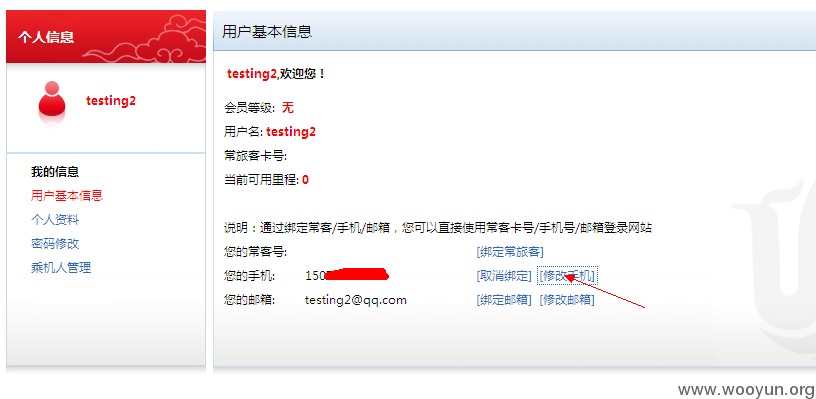 个人信息
testing2
我的信息
用户基本信息
个人资料
密码修改
乘机人管理
用户基本信息
testing2,欢迎您！
会员等级: 无
用户名: testing2
常旅客卡号:
当前可用里程: 0
说明：通过绑定常客/手机/邮箱，您可以直接使用常客卡号/手机号/邮箱登录网站
您的常客号: [绑定常旅客]
您的手机: 150 [取消绑定] [修改手机]
您的邮箱: testing2@qq.com [绑定邮箱] [修改邮箱]
www.wooyun.org